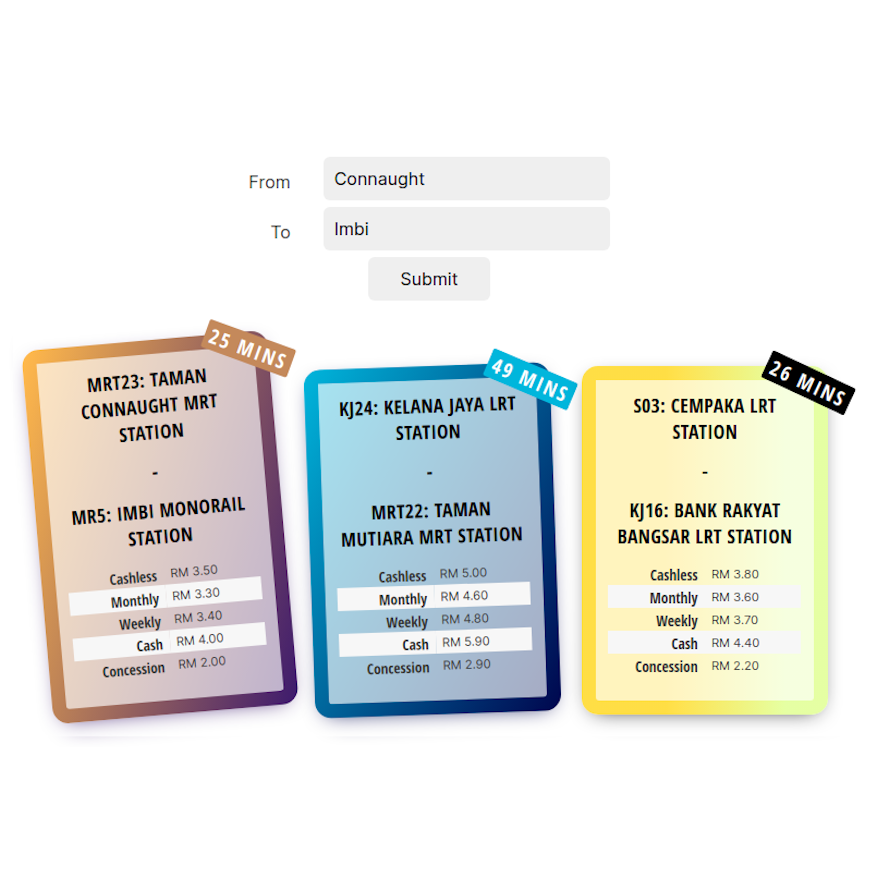 From Connaught
To Imbi
Submit
25 MINS
MRT23: TAMAN
CONNAUGHT MRT
STATION
-
MR5: IMBI MONORAIL
STATION
Cashless RM 3.50
Monthly RM 3.30
Weekly RM 3.40
Cash RM 4.00
Concession RM 2.00
49 MINS
KJ24: KELANA JAYA LRT
STATION
-
MRT22: TAMAN
MUTIARA MRT STATION
Cashless RM 5.00
Monthly RM 4.60
Weekly RM 4.80
Cash RM 5.90
Concession RM 2.90
26 MINS
S03: CEMPAKA LRT
STATION
-
KJ16: BANK RAKYAT
BANGSAR LRT STATION
Cashless RM 3.80
Monthly RM 3.60
Weekly RM 3.70
Cash RM 4.40
Concession RM 2.20